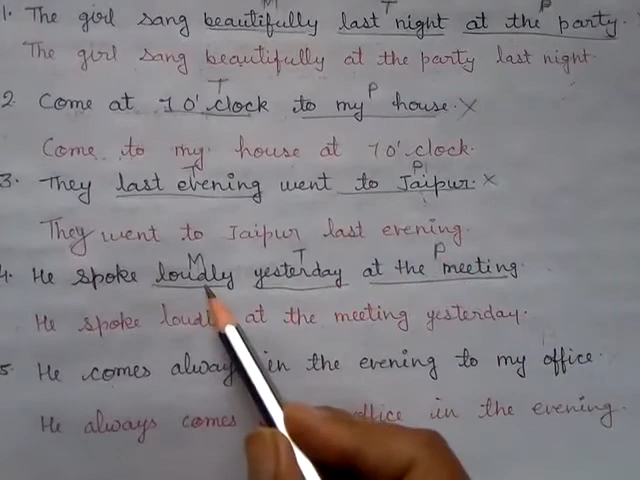 M T P
1. The girl sang beautifully last night at the party.
The girl sang beautifully at the party last night.
T P
2. Come at 7 O'clock to my house. X
Come to my house at 7 O'clock.
T P
3. They last evening went to Jaipur. X
They went to Jaipur last evening.
M T P
4. He spoke loudly yesterday at the meeting.
He spoke at the meeting yesterday.
5. He comes always in the evening to my office.
He always comes office in the evening.